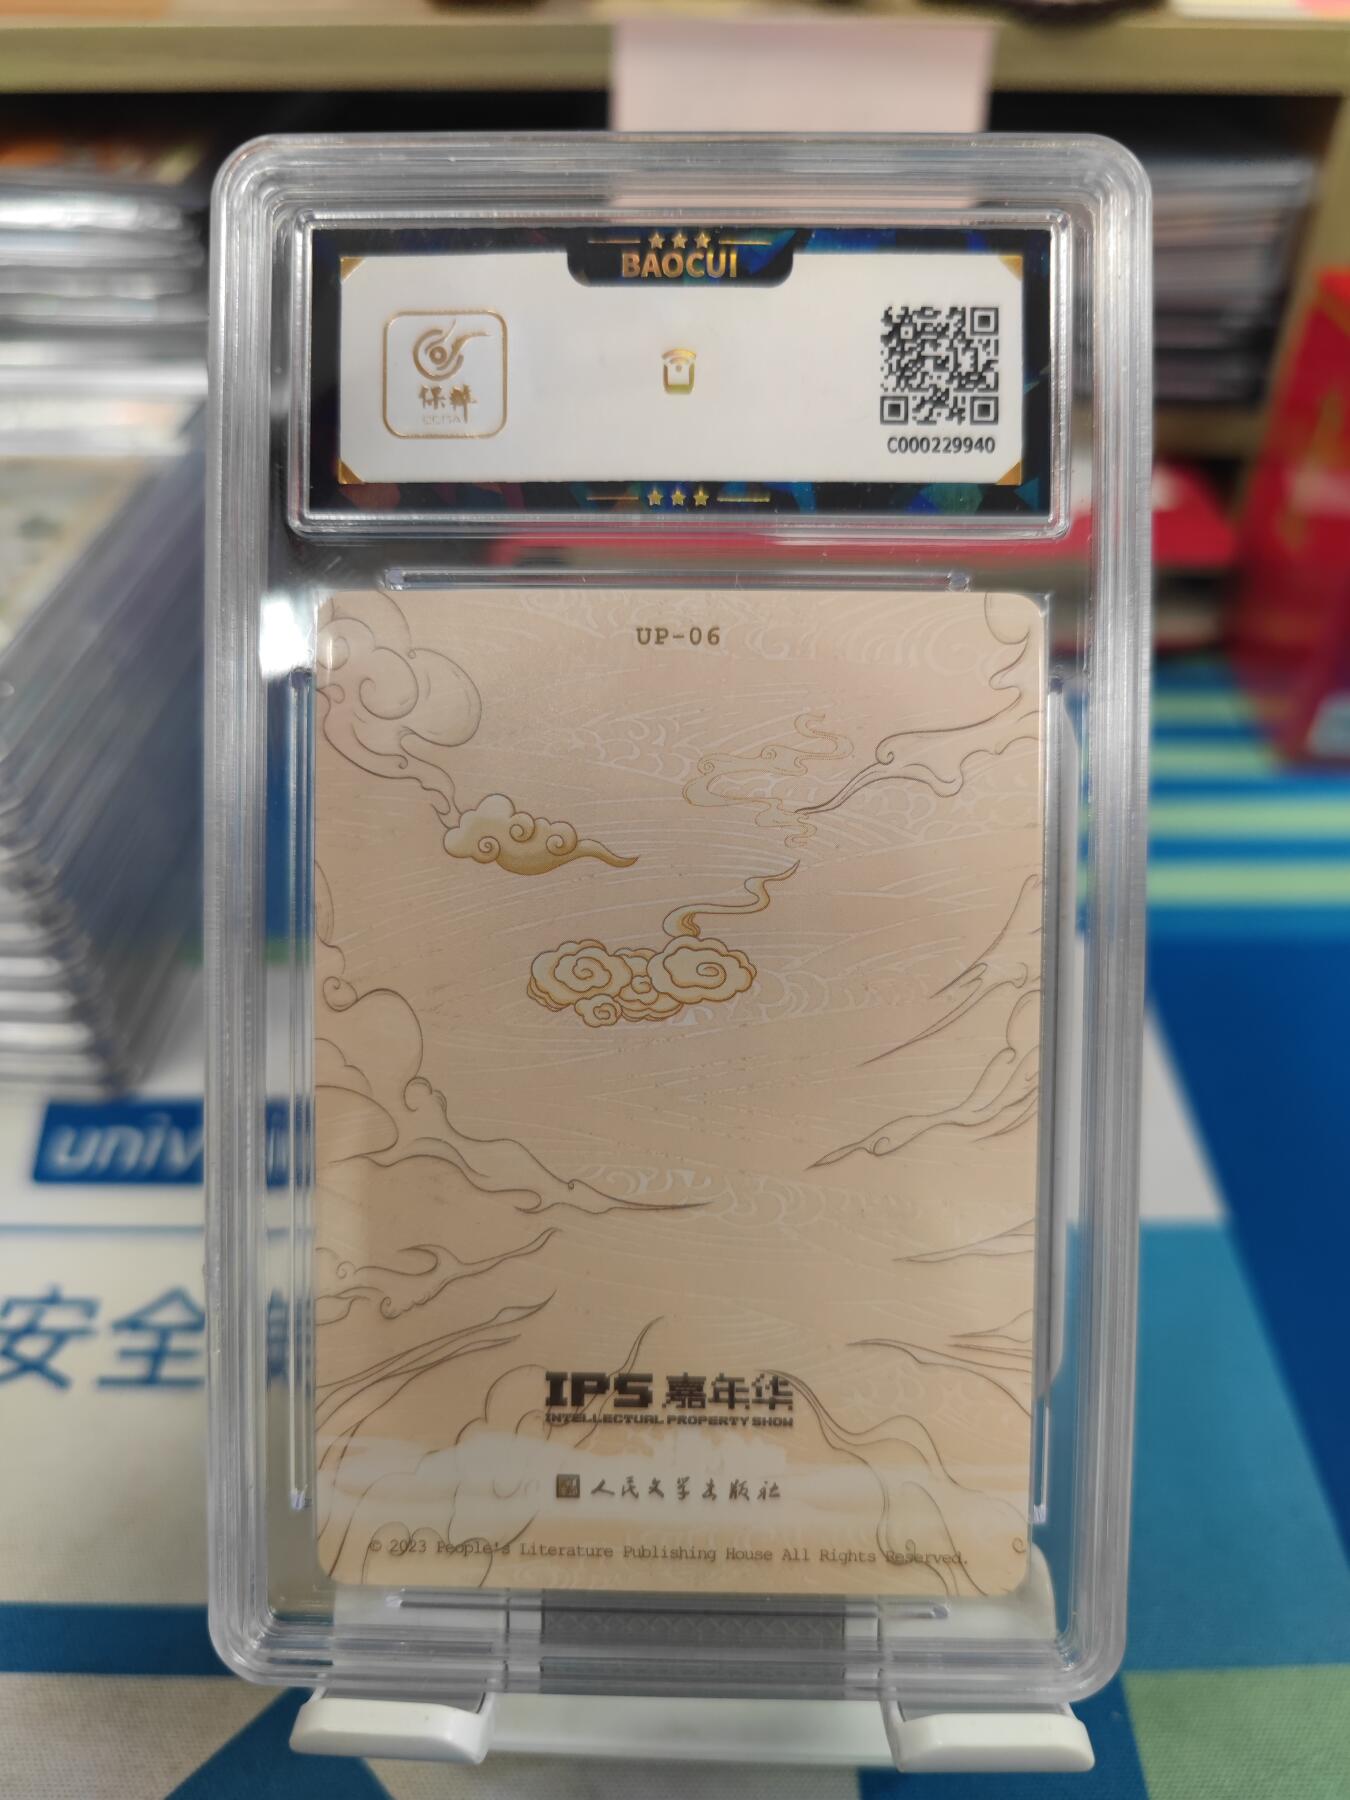 BAOCUI
保粹
CCGA
C000229940
UP-06
univ
安全
IPS 嘉年华
INTELLECTUAL PROPERTY SHOW
人民文学出版社
© 2023 People's Literature Publishing House All Rights Reserved.